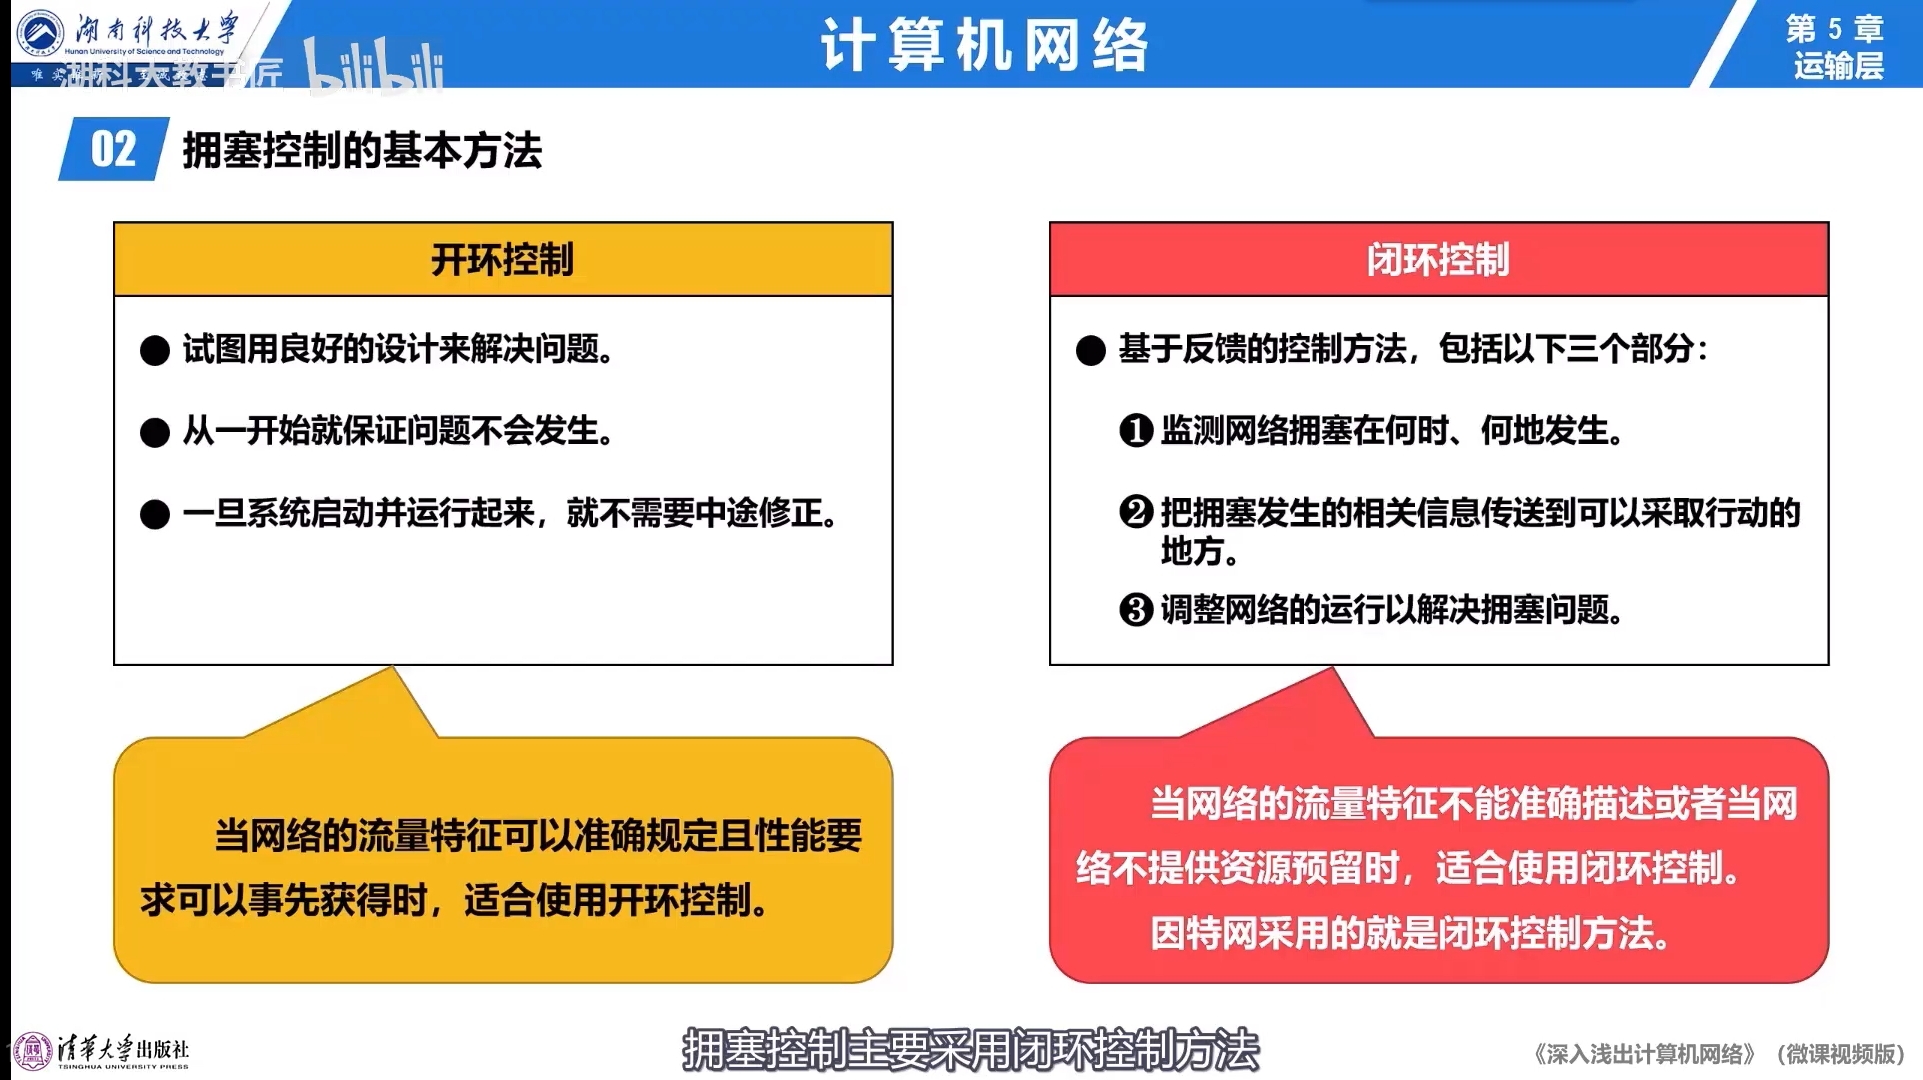 湖南科技大学
Hunan University of Science and Technology
湖科大教书匠 bilibili
计算机网络
第 5 章
运输层
02 拥塞控制的基本方法
开环控制
● 试图用良好的设计来解决问题。
● 从一开始就保证问题不会发生。
● 一旦系统启动并运行起来，就不需要中途修正。
当网络的流量特征可以准确规定且性能要
求可以事先获得时，适合使用开环控制。
闭环控制
● 基于反馈的控制方法，包括以下三个部分：
❶ 监测网络拥塞在何时、何地发生。
❷ 把拥塞发生的相关信息传送到可以采取行动的
地方。
❸ 调整网络的运行以解决拥塞问题。
当网络的流量特征不能准确描述或者当网
络不提供资源预留时，适合使用闭环控制。
因特网采用的就是闭环控制方法。
清华大学出版社
TSINGHUA UNIVERSITY PRESS
拥塞控制主要采用闭环控制方法
《深入浅出计算机网络》（微课视频版）